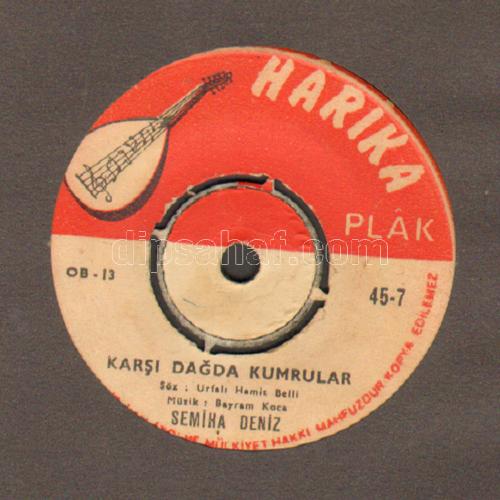 HARIKA
PLÂK
dipsahaf.com
OB-13
45-7
KARŞI DAĞDA KUMRULAR
Söz : Urfalı Hamis Belli
Müzik : Bayram Koca
SEMİHA DENİZ
MÜLKİYET HAKKI MAHFUZDUR KOPYA EDİLEMEZ